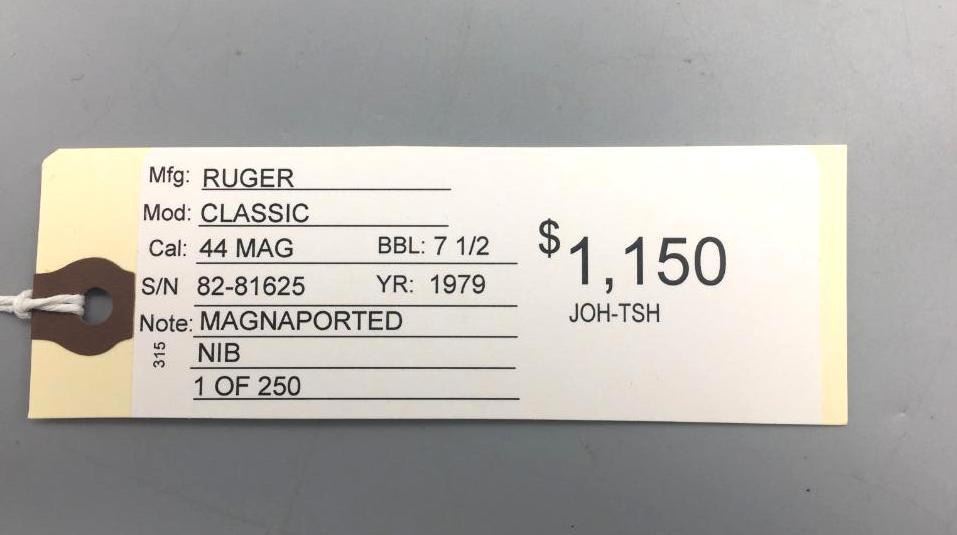 Mfg: RUGER
Mod: CLASSIC
Cal: 44 MAG BBL: 7 1/2
S/N 82-81625 YR: 1979
Note: MAGNAPORTED
315 NIB
1 OF 250
$1,150
JOH-TSH